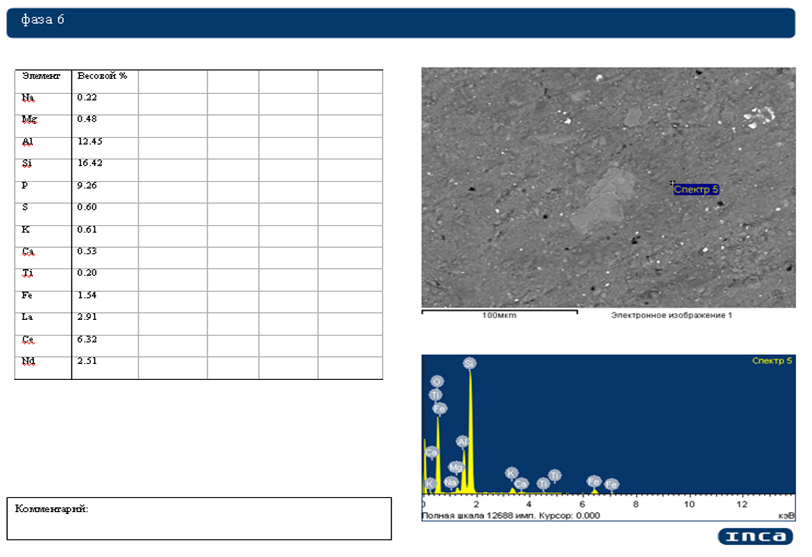 фаза 6
Элемент Весовой %
Na 0.22
Mg 0.48
Al 12.45
Si 16.42
P 9.26
S 0.60
K 0.61
Ca 0.53
Ti 0.20
Fe 1.54
La 2.91
Ce 6.32
Nd 2.51
Комментарий:
Спектр 5
100мкm Электронное изображение 1
Спектр 5
Si
O
Ti
Fe
Ca
K
Na
Mg
Al
K
Ca
Ti
Ti
Fe
Fe
0 2 4 6 8 10 12
Полная шкала 12688 имп. Курсор: 0.000 кэВ
INCA